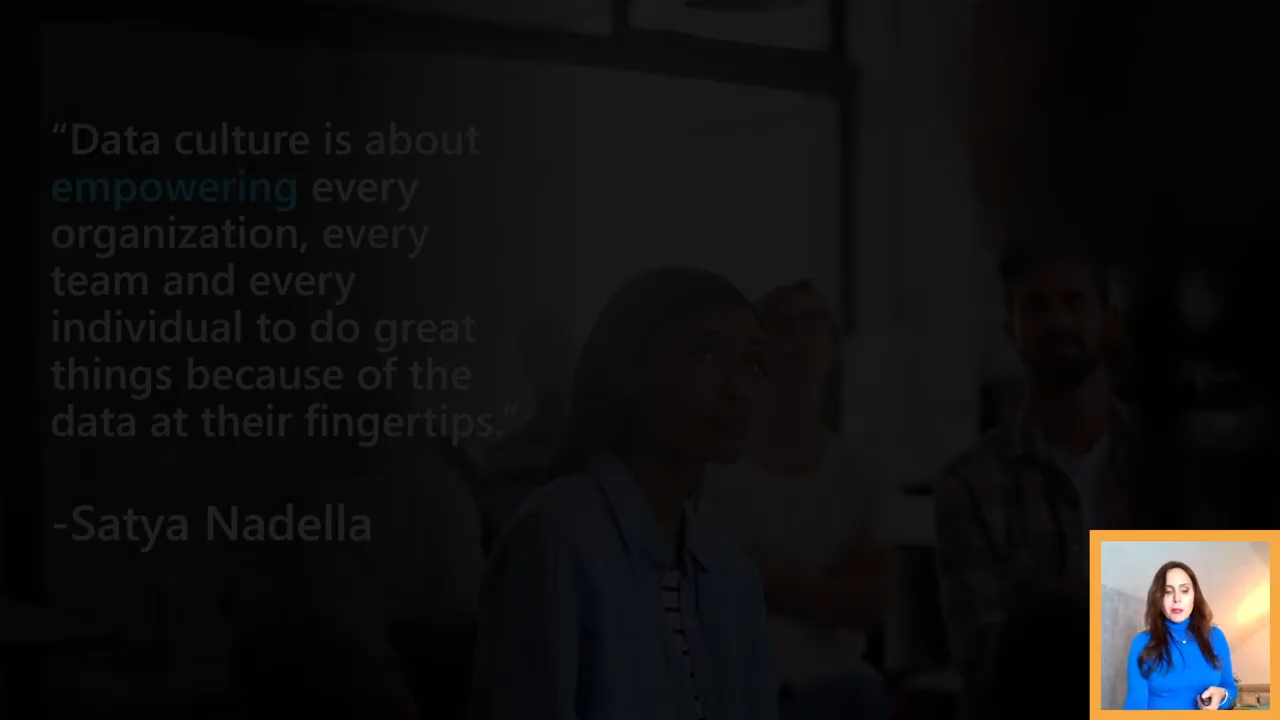 “Data culture is about
empowering every
organization, every
team and every
individual to do great
things because of the
data at their fingertips.”
-Satya Nadella